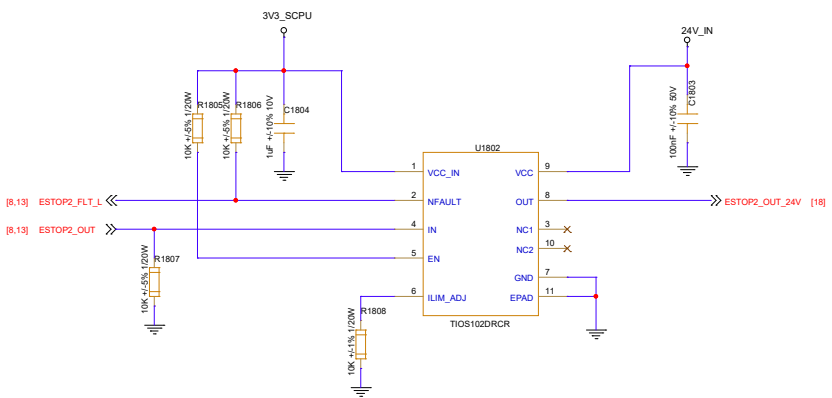 3V3_SCPU
24V_IN
R1805
R1806
C1804
C1803
10K +/-5% 1/20W
10K +/-5% 1/20W
1uF +/-10% 10V
100nF +/-10% 50V
U1802
1 VCC_IN VCC 9
[8,13] ESTOP2_FLT_L 2 NFAULT OUT 8 ESTOP2_OUT_24V [18]
[8,13] ESTOP2_OUT 4 IN NC1 3
NC2 10
5 EN
R1807
10K +/-5% 1/20W
GND 7
6 ILIM_ADJ EPAD 11
R1808
10K +/-1% 1/20W
TIOS102DRCR